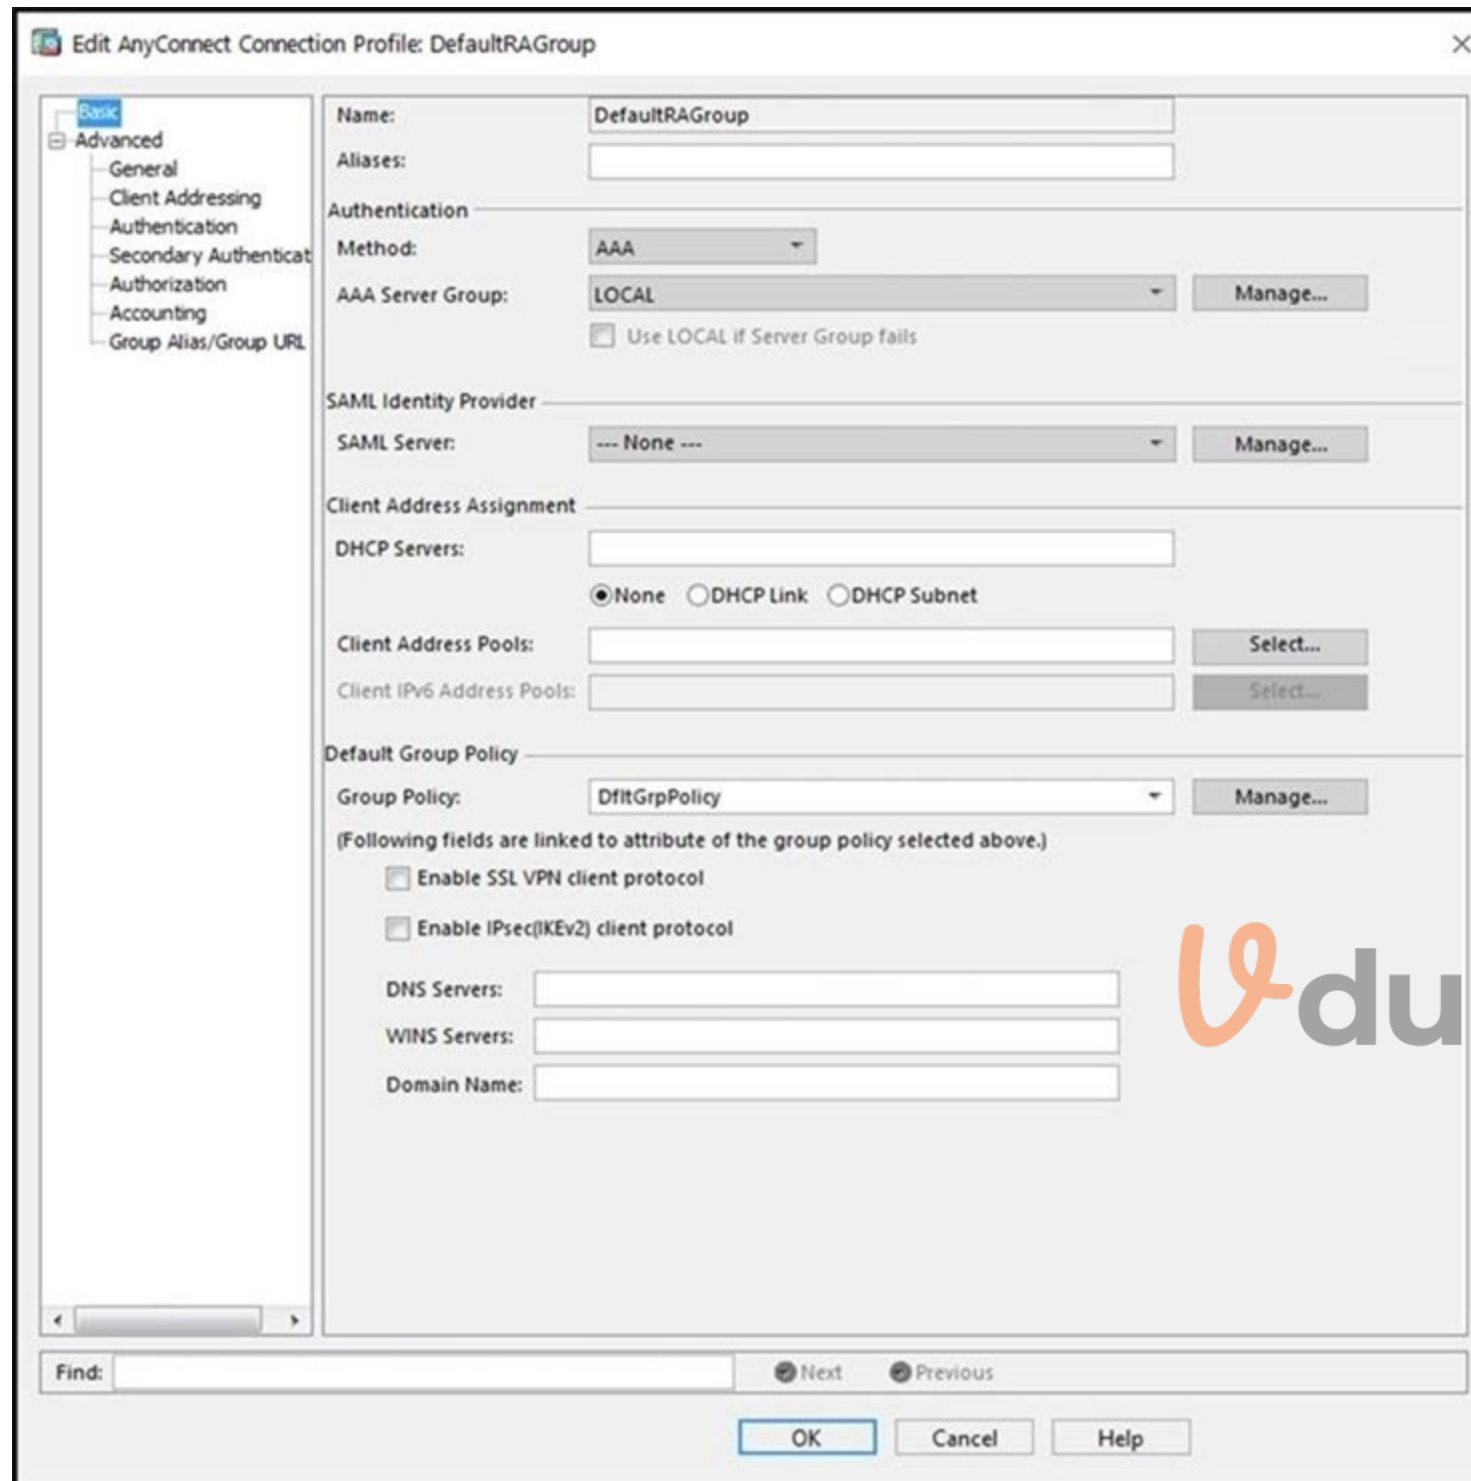 Edit AnyConnect Connection Profile: DefaultRAGroup
Basic
Advanced
General
Client Addressing
Authentication
Secondary Authenticat
Authorization
Accounting
Group Alias/Group URL
Name: DefaultRAGroup
Aliases:
Authentication
Method: AAA
AAA Server Group: LOCAL Manage...
Use LOCAL if Server Group fails
SAML Identity Provider
SAML Server: --- None --- Manage...
Client Address Assignment
DHCP Servers:
None DHCP Link DHCP Subnet
Client Address Pools: Select...
Client IPv6 Address Pools: Select...
Default Group Policy
Group Policy: DfltGrpPolicy Manage...
(Following fields are linked to attribute of the group policy selected above.)
Enable SSL VPN client protocol
Enable IPsec(IKEv2) client protocol
DNS Servers:
WINS Servers:
Domain Name:
Vdu
Find: Next Previous
OK Cancel Help